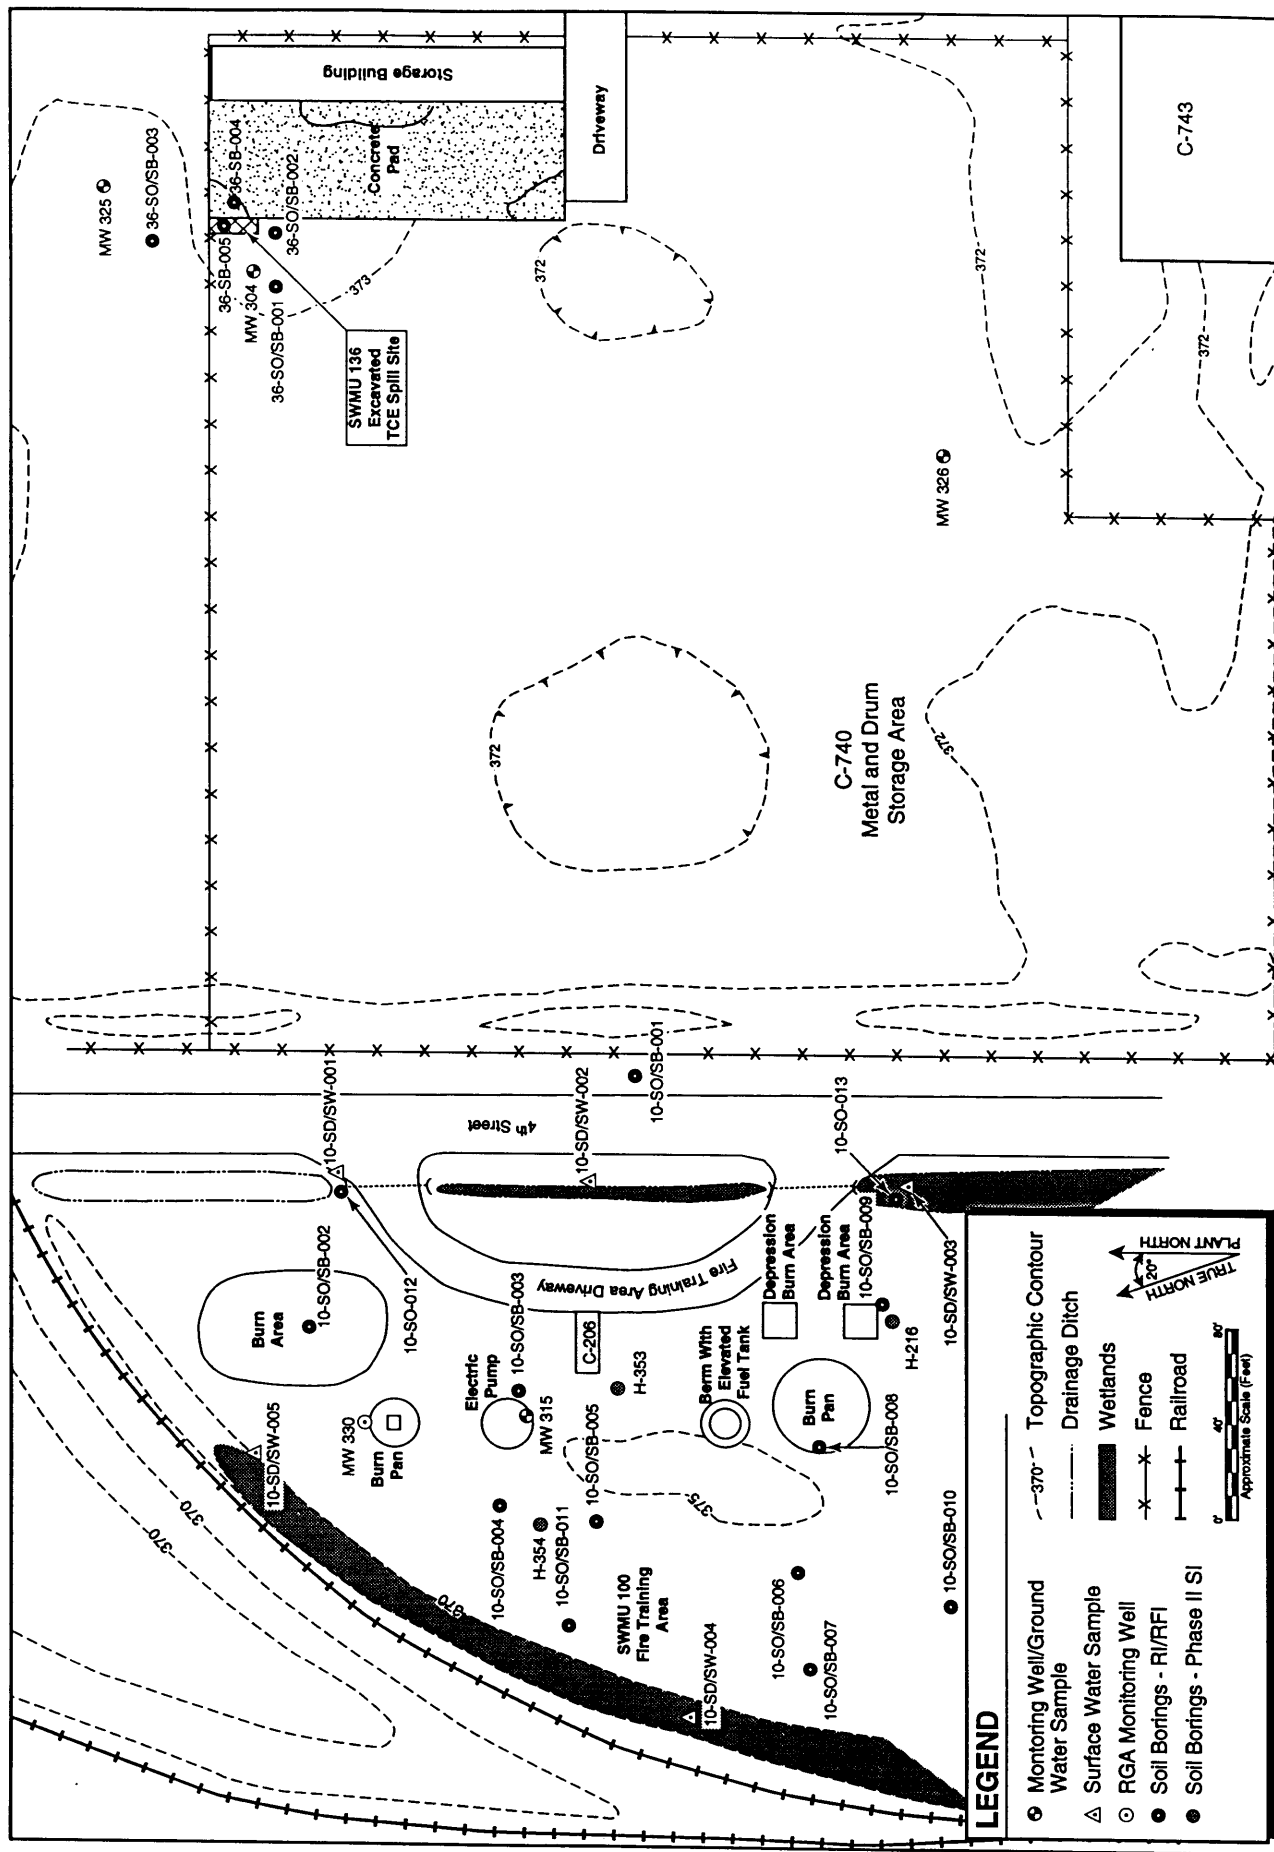 MW 325
36-SO/SB-003
36-SB-004
36-SO/SB-002
36-SB-005
MW 304
36-SO/SB-001
373
SWMU 136
Excavated
TCE Spill Site
Storage Building
Concrete
Pad
Driveway
372
372
372
C-743
MW 326
372
C-740
Metal and Drum
Storage Area
372
10-SD/SW-001
4th Street
10-SD/SW-002
10-SO/SB-001
10-SO-013
10-SO/SB-002
Burn
Area
10-SO-012
Fire Training Area Driveway
Depression
Burn Area
Depression
Burn Area
10-SO/SB-009
10-SD/SW-003
H-216
10-SO/SB-003
Electric
Pump
MW 315
C-206
H-353
10-SO/SB-005
Berm With
Elevated
Fuel Tank
Burn
Pan
10-SO/SB-008
MW 330
Burn
Pan
10-SD/SW-005
370
370
370
375
10-SO/SB-004
H-354
10-SO/SB-011
SWMU 100
Fire Training
Area
10-SO/SB-006
10-SO/SB-007
10-SO/SB-010
10-SD/SW-004
LEGEND
Montoring Well/Ground
Water Sample
Surface Water Sample
RGA Monitoring Well
Soil Borings - RI/RFI
Soil Borings - Phase II SI
370
Topographic Contour
Drainage Ditch
Wetlands
Fence
Railroad
0'
40'
80'
Approximate Scale (Feet)
TRUE NORTH
20°
PLANT NORTH